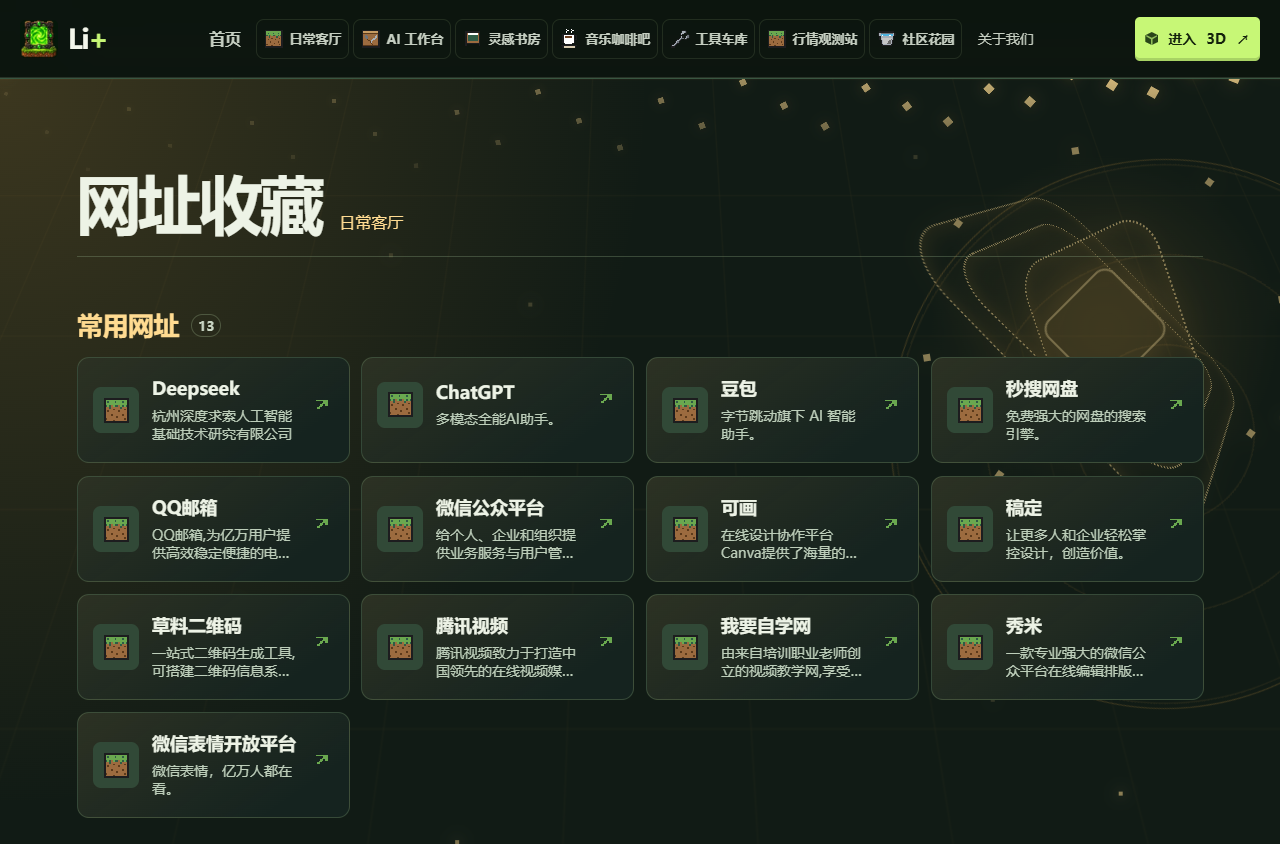 Li+
首页
日常客厅
AI 工作台
灵感书房
音乐咖啡吧
工具车库
行情观测站
社区花园
关于我们
进入 3D ↗
网址收藏
日常客厅
常用网址 13
Deepseek
杭州深度求索人工智能
基础技术研究有限公司
ChatGPT
多模态全能AI助手。
豆包
字节跳动旗下 AI 智能
助手。
秒搜网盘
免费强大的网盘的搜索
引擎。
QQ邮箱
QQ邮箱,为亿万用户提
供高效稳定便捷的电...
微信公众平台
给个人、企业和组织提
供业务服务与用户管...
可画
在线设计协作平台
Canva提供了海量的...
稿定
让更多人和企业轻松掌
控设计，创造价值。
草料二维码
一站式二维码生成工具,
可搭建二维码信息系...
腾讯视频
腾讯视频致力于打造中
国领先的在线视频媒...
我要自学网
由来自培训职业老师创
立的视频教学网,享受...
秀米
一款专业强大的微信公
众平台在线编辑排版...
微信表情开放平台
微信表情，亿万人都在
看。